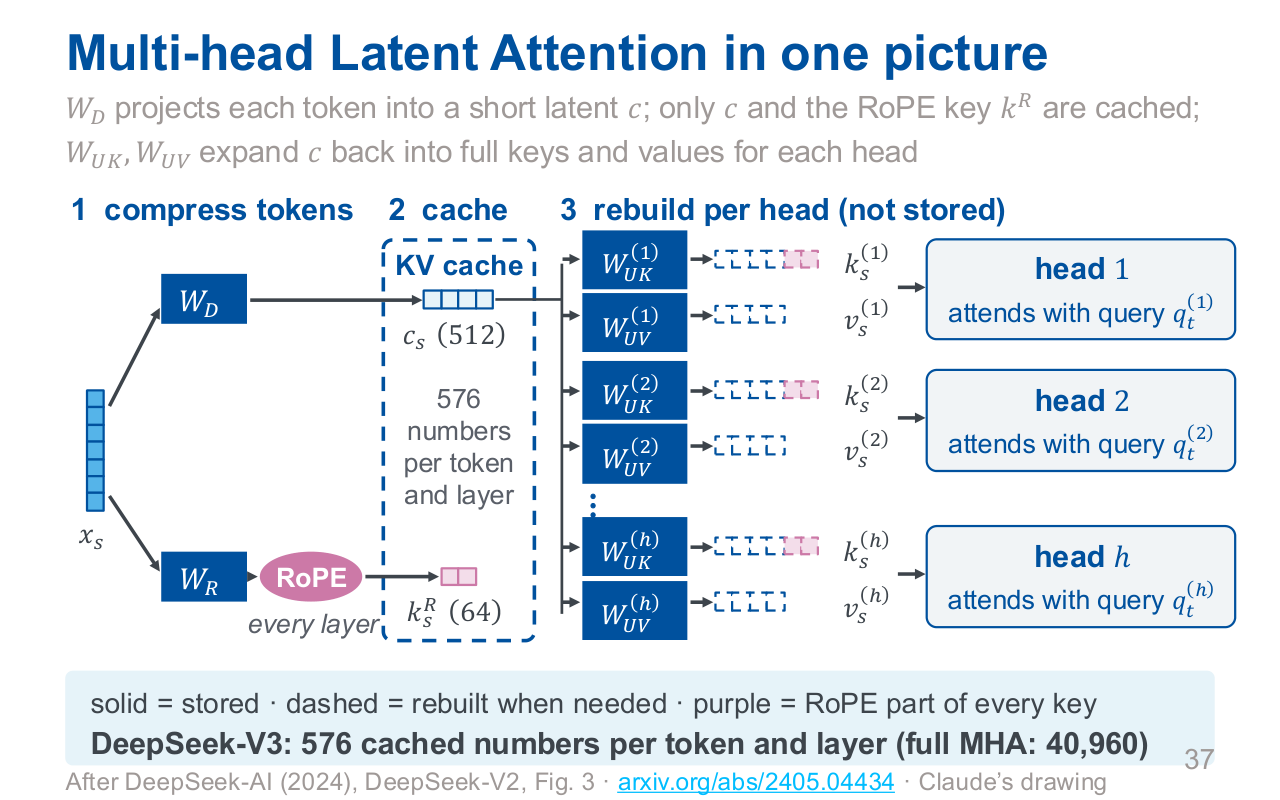 Multi-head Latent Attention in one picture
W_D projects each token into a short latent c; only c and the RoPE key k^R are cached;
W_UK, W_UV expand c back into full keys and values for each head
1 compress tokens
2 cache
3 rebuild per head (not stored)
KV cache
W_D
c_s (512)
576
numbers
per token
and layer
x_s
W_R
RoPE
every layer
k_s^R (64)
W_UK^(1)
k_s^(1)
W_UV^(1)
v_s^(1)
head 1
attends with query q_t^(1)
W_UK^(2)
k_s^(2)
W_UV^(2)
v_s^(2)
head 2
attends with query q_t^(2)
⋮
W_UK^(h)
k_s^(h)
W_UV^(h)
v_s^(h)
head h
attends with query q_t^(h)
solid = stored · dashed = rebuilt when needed · purple = RoPE part of every key
DeepSeek-V3: 576 cached numbers per token and layer (full MHA: 40,960)
37
After DeepSeek-AI (2024), DeepSeek-V2, Fig. 3 · arxiv.org/abs/2405.04434 · Claude's drawing